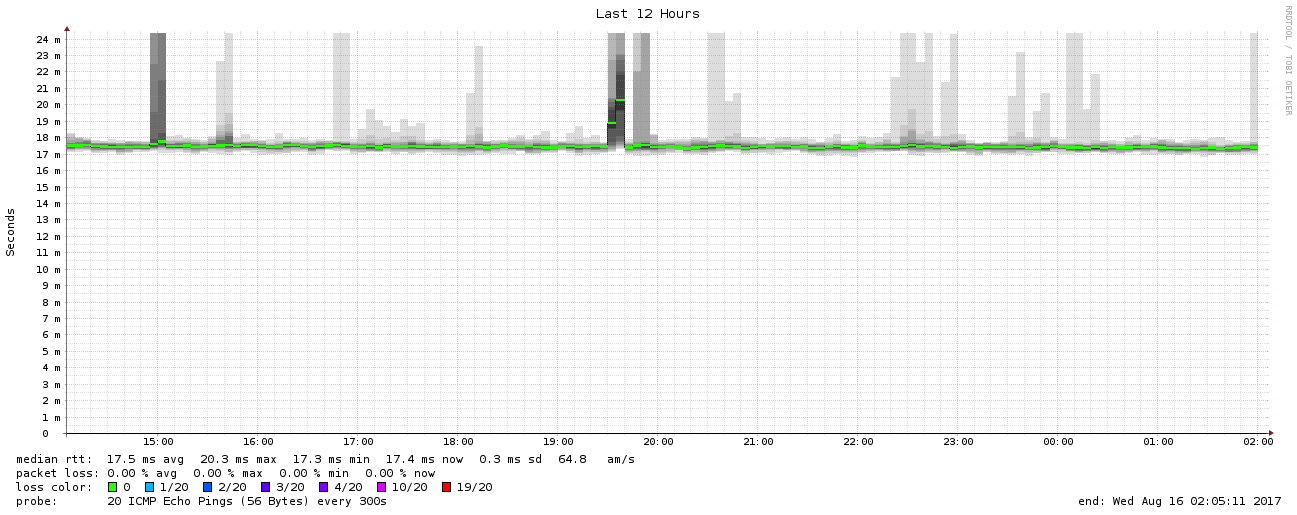 Last 12 Hours
RRDTOOL / TOBI OETIKER
Seconds
24 m
23 m
22 m
21 m
20 m
19 m
18 m
17 m
16 m
15 m
14 m
13 m
12 m
11 m
10 m
9 m
8 m
7 m
6 m
5 m
4 m
3 m
2 m
1 m
0
15:00 16:00 17:00 18:00 19:00 20:00 21:00 22:00 23:00 00:00 01:00 02:00
median rtt: 17.5 ms avg 20.3 ms max 17.3 ms min 17.4 ms now 0.3 ms sd 64.8 am/s
packet loss: 0.00 % avg 0.00 % max 0.00 % min 0.00 % now
loss color: 0 1/20 2/20 3/20 4/20 10/20 19/20
probe: 20 ICMP Echo Pings (56 Bytes) every 300s end: Wed Aug 16 02:05:11 2017